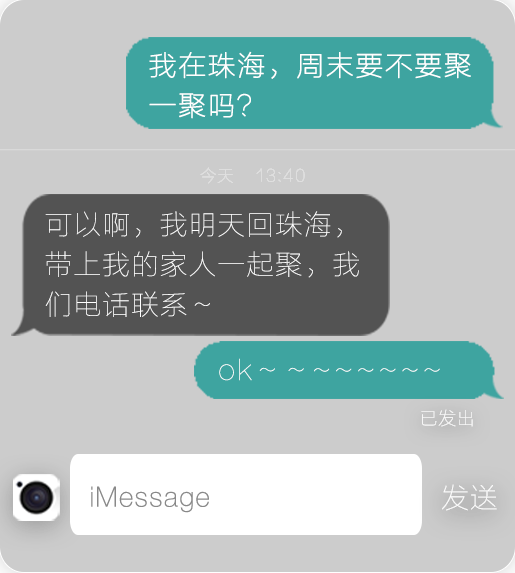 我在珠海，周末要不要聚
一聚吗？
今天 13:40
可以啊，我明天回珠海，
带上我的家人一起聚，我
们电话联系～
ok～～～～～～～～
已发出
iMessage
发送